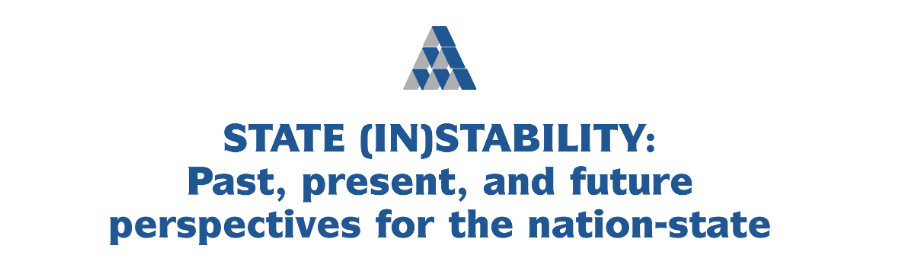 STATE (IN)STABILITY:
Past, present, and future
perspectives for the nation-state